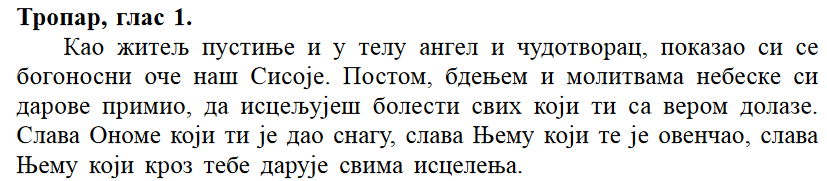 Тропар, глас 1.
Као житељ пустиње и у телу ангел и чудотворац, показао си се
богоносни оче наш Сисоје. Постом, бдењем и молитвама небеске си
дарове примио, да исцељујеш болести свих који ти са вером долазе.
Слава Ономе који ти је дао снагу, слава Њему који те је овенчао, слава
Њему који кроз тебе дарује свима исцелења.